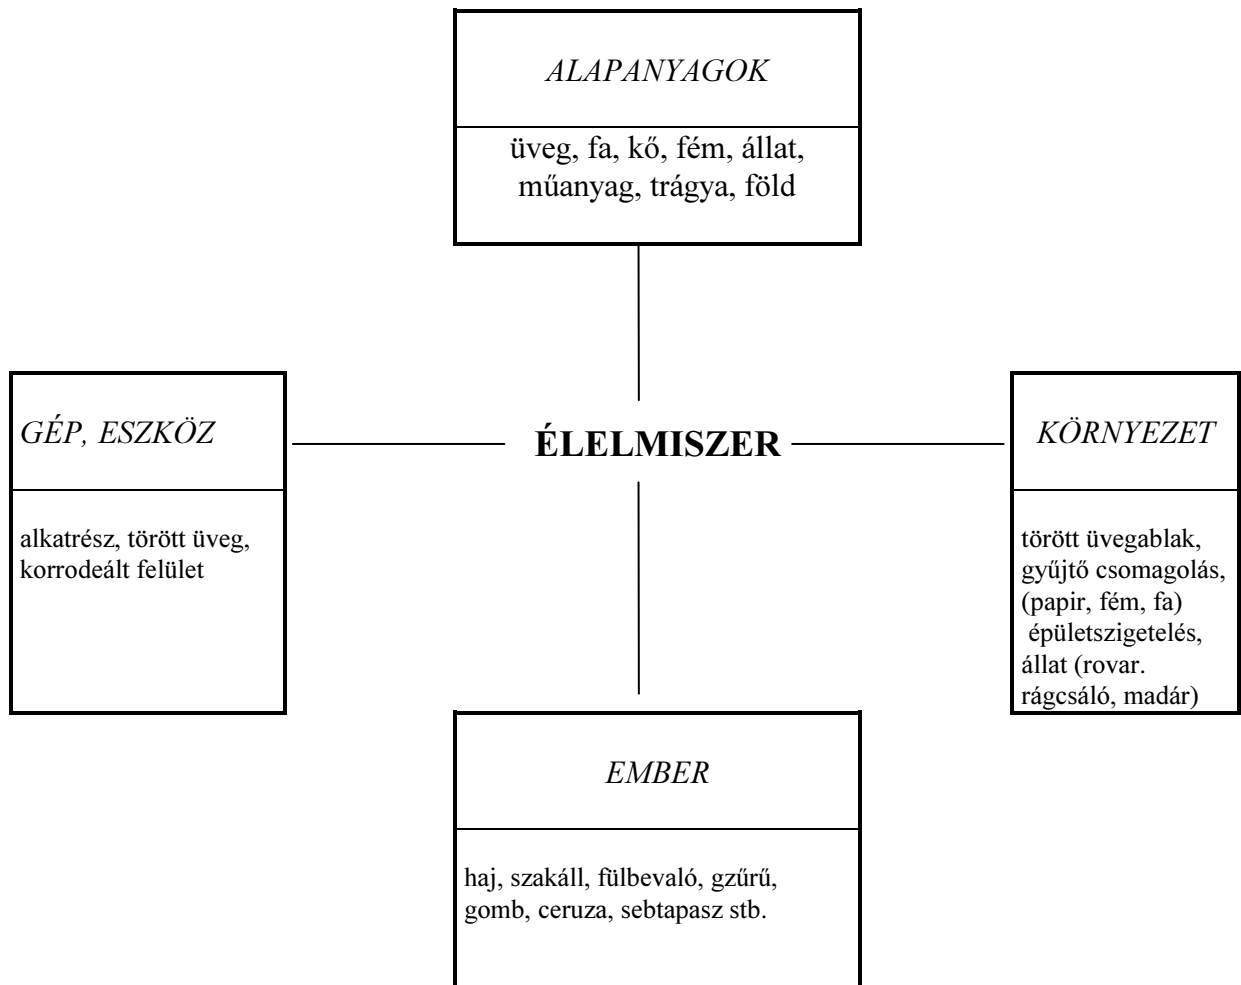 ALAPANYAGOK
üveg, fa, kő, fém, állat,
műanyag, trágya, föld
GÉP, ESZKÖZ
alkatrész, törött üveg,
korrodeált felület
ÉLELMISZER
KÖRNYEZET
törött üvegablak,
gyűjtő csomagolás,
(papir, fém, fa)
épületszigetelés,
állat (rovar.
rágcsáló, madár)
EMBER
haj, szakáll, fülbevaló, gzűrű,
gomb, ceruza, sebtapasz stb.